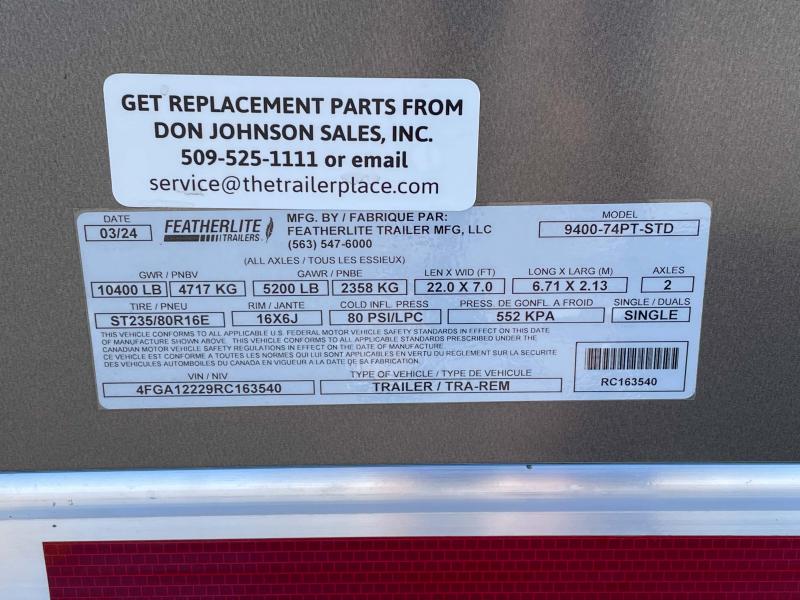 GET REPLACEMENT PARTS FROM
DON JOHNSON SALES, INC.
509-525-1111 or email
service@thetrailerplace.com
DATE
03/24
FEATHERLITE
TRAILERS
MFG. BY / FABRIQUE PAR:
FEATHERLITE TRAILER MFG, LLC
(563) 547-6000
MODEL
9400-74PT-STD
(ALL AXLES / TOUS LES ESSIEUX)
GWR / PNBV GAWR / PNBE LEN X WID (FT) LONG X LARG (M) AXLES
10400 LB 4717 KG 5200 LB 2358 KG 22.0 X 7.0 6.71 X 2.13 2
TIRE / PNEU RIM / JANTE COLD INFL. PRESS PRESS. DE GONFL. A FROID SINGLE / DUALS
ST235/80R16E 16X6J 80 PSI/LPC 552 KPA SINGLE
THIS VEHICLE CONFORMS TO ALL APPLICABLE U.S. FEDERAL MOTOR VEHICLE SAFETY STANDARDS IN EFFECT ON THIS DATE
OF MANUFACTURE SHOWN ABOVE. THIS VEHICLE CONFORMS TO ALL APPLICABLE STANDARDS PRESCRIBED UNDER THE
CANADIAN MOTOR VEHICLE SAFETY REGULATIONS IN EFFECT ON THE DATE OF MANUFACTURE.
CE VEHICULE EST CONFORME A TOUTES LES NORMES QUI LUI SONT APPLICABLES EN VERTU DU REGLEMENT SUR LA SECURITE
DES VEHICULES AUTOMOBILES DU CANADA EN VIGUEUR A LA DATE DE SA FABRICATION.
VIN / NIV TYPE OF VEHICLE / TYPE DE VEHICULE
4FGA12229RC163540 TRAILER / TRA-REM
RC163540